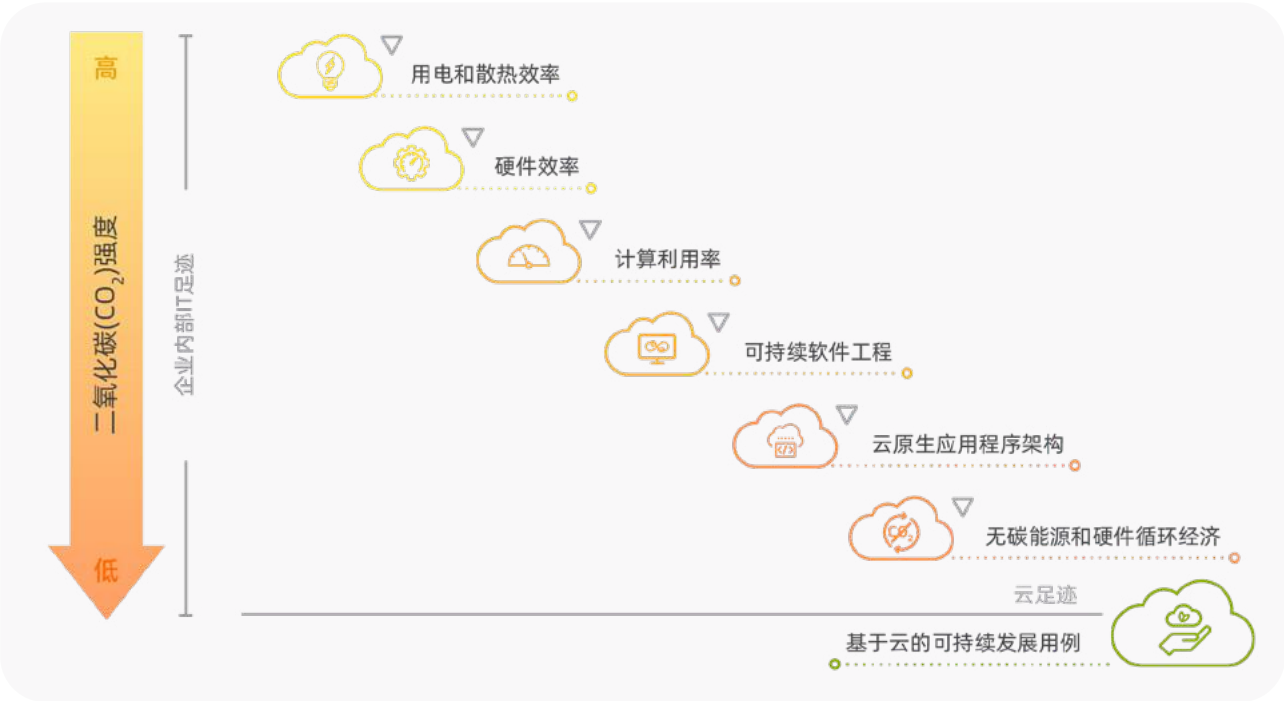 高
二氧化碳(CO₂)强度
低
企业内部IT足迹
用电和散热效率
硬件效率
计算利用率
可持续软件工程
云原生应用程序架构
CO₂
无碳能源和硬件循环经济
云足迹
基于云的可持续发展用例